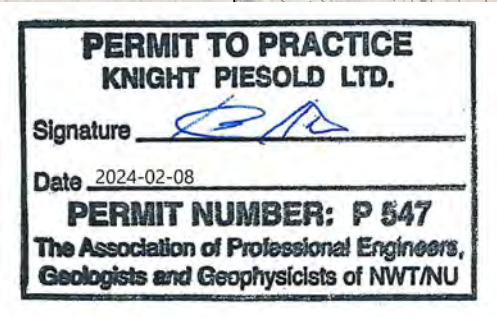 PERMIT TO PRACTICE
KNIGHT PIESOLD LTD.
Signature
Date 2024-02-08
PERMIT NUMBER: P 547
The Association of Professional Engineers,
Geologists and Geophysicists of NWT/NU